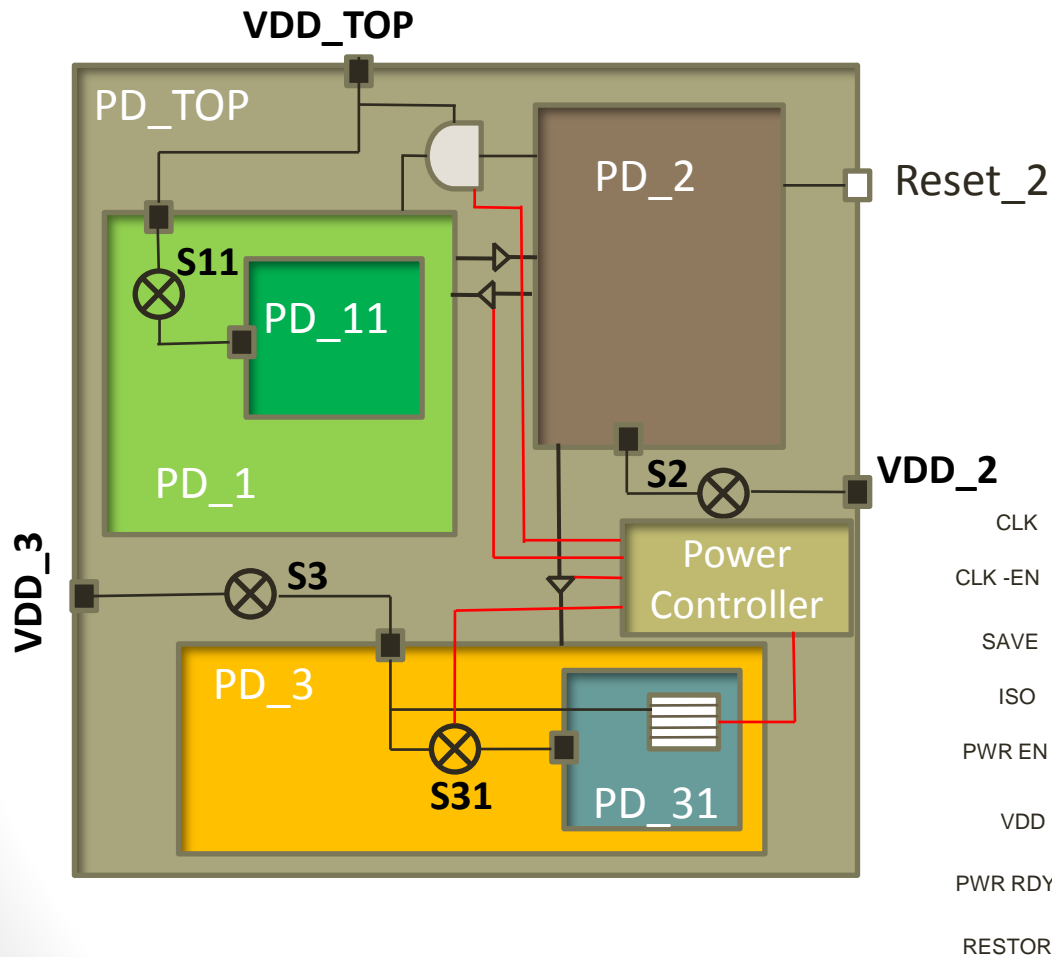 VDD_TOP
PD_TOP
PD_2
Reset_2
S11
PD_11
PD_1
S2
VDD_2
CLK
Power
Controller
CLK -EN
VDD_3
S3
SAVE
PD_3
ISO
PWR EN
S31
PD_31
VDD
PWR RDY
RESTOR